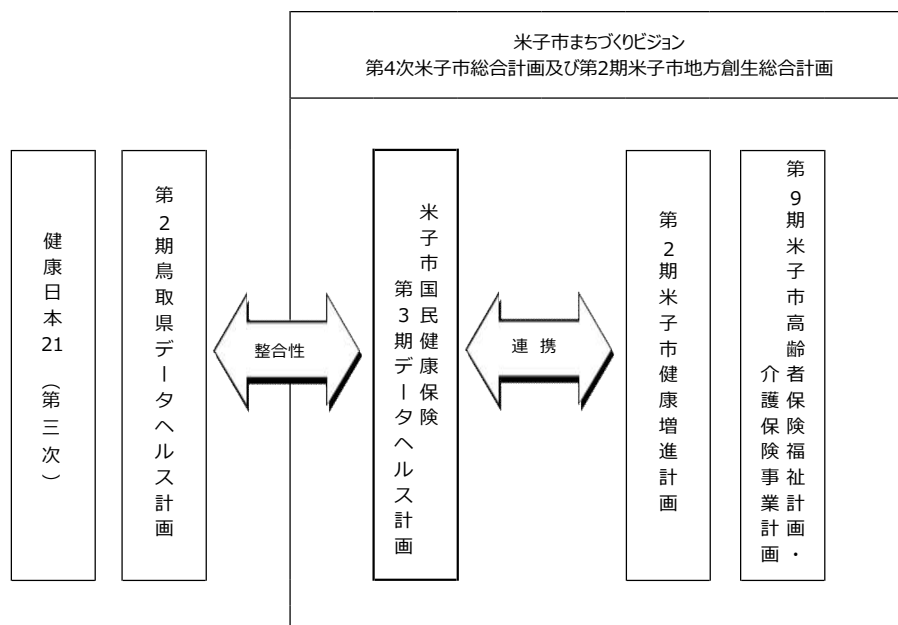 米子市まちづくりビジョン
第4次米子市総合計画及び第2期米子市地方創生総合計画
健康日本21（第三次）
第2期鳥取県データヘルス計画
整合性
米子市国民健康保険
第3期データヘルス計画
連携
第2期米子市健康増進計画
第9期米子市高齢者保険福祉計画・
介護保険事業計画